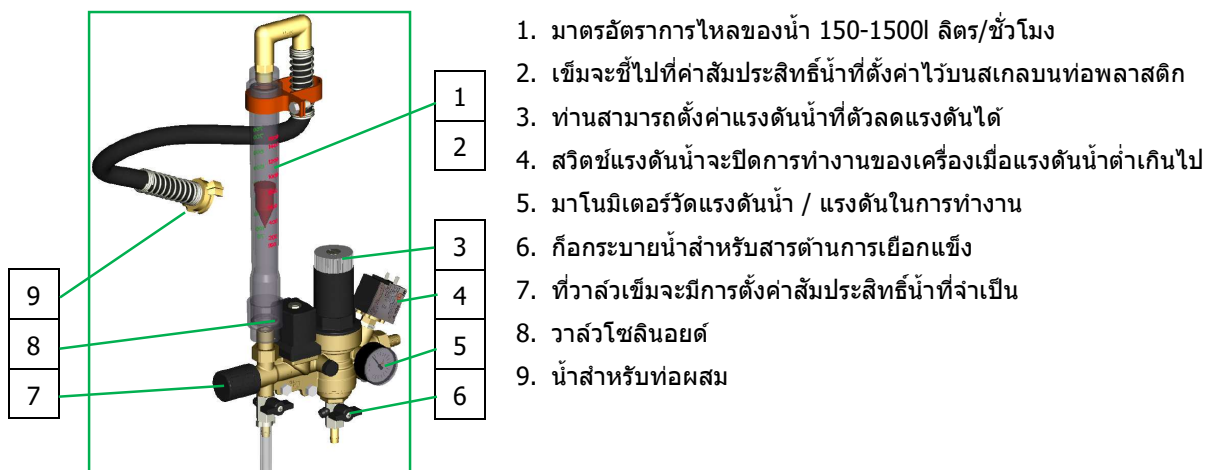 1
2
3
4
5
6
9
8
7
1. มาตรอัตราการไหลของน้ำ 150-1500l ลิตร/ชั่วโมง
2. เข็มจะชี้ไปที่ค่าสัมประสิทธิ์น้ำที่ตั้งค่าไว้บนสเกลบนท่อพลาสติก
3. ท่านสามารถตั้งค่าแรงดันน้ำที่ตัวลดแรงดันได้
4. สวิตช์แรงดันน้ำจะปิดการทำงานของเครื่องเมื่อแรงดันน้ำต่ำเกินไป
5. มาโนมิเตอร์วัดแรงดันน้ำ / แรงดันในการทำงาน
6. ก็อกระบายน้ำสำหรับสารต้านการเยือกแข็ง
7. ที่วาล์วเข็มจะมีการตั้งค่าสัมประสิทธิ์น้ำที่จำเป็น
8. วาล์วโซลินอยด์
9. น้ำสำหรับท่อผสม